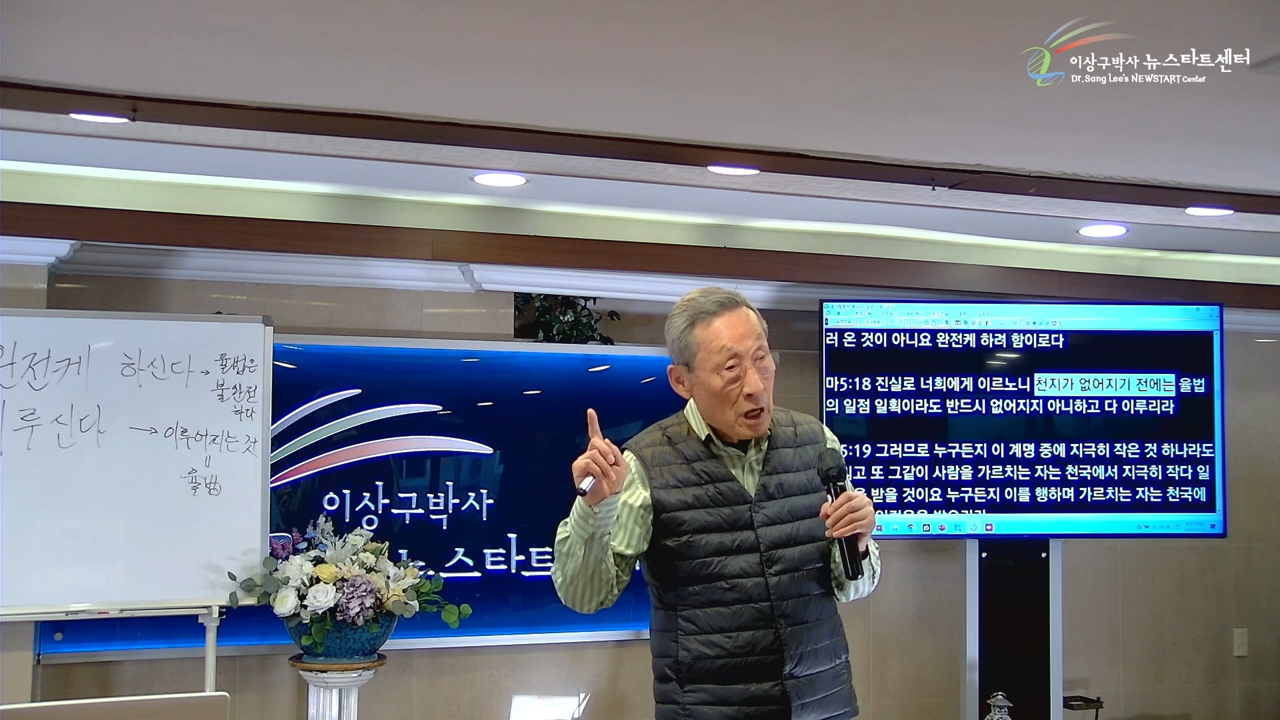 이상구박사 뉴스타트센터
Dr. Sang Lee's NEWSTART Center
완전케 하신다 → 율법은
불완전
하다
이루신다 → 이루어지는 것
율법
이상구박사
뉴스타트
러 온 것이 아니요 완전케 하려 함이로다
마5:18 진실로 너희에게 이르노니 천지가 없어지기 전에는 율법
의 일점 일획이라도 반드시 없어지지 아니하고 다 이루리라
5:19 그러므로 누구든지 이 계명 중에 지극히 작은 것 하나라도
고 또 그같이 사람을 가르치는 자는 천국에서 지극히 작다 일
을 받을 것이요 누구든지 이를 행하며 가르치는 자는 천국에